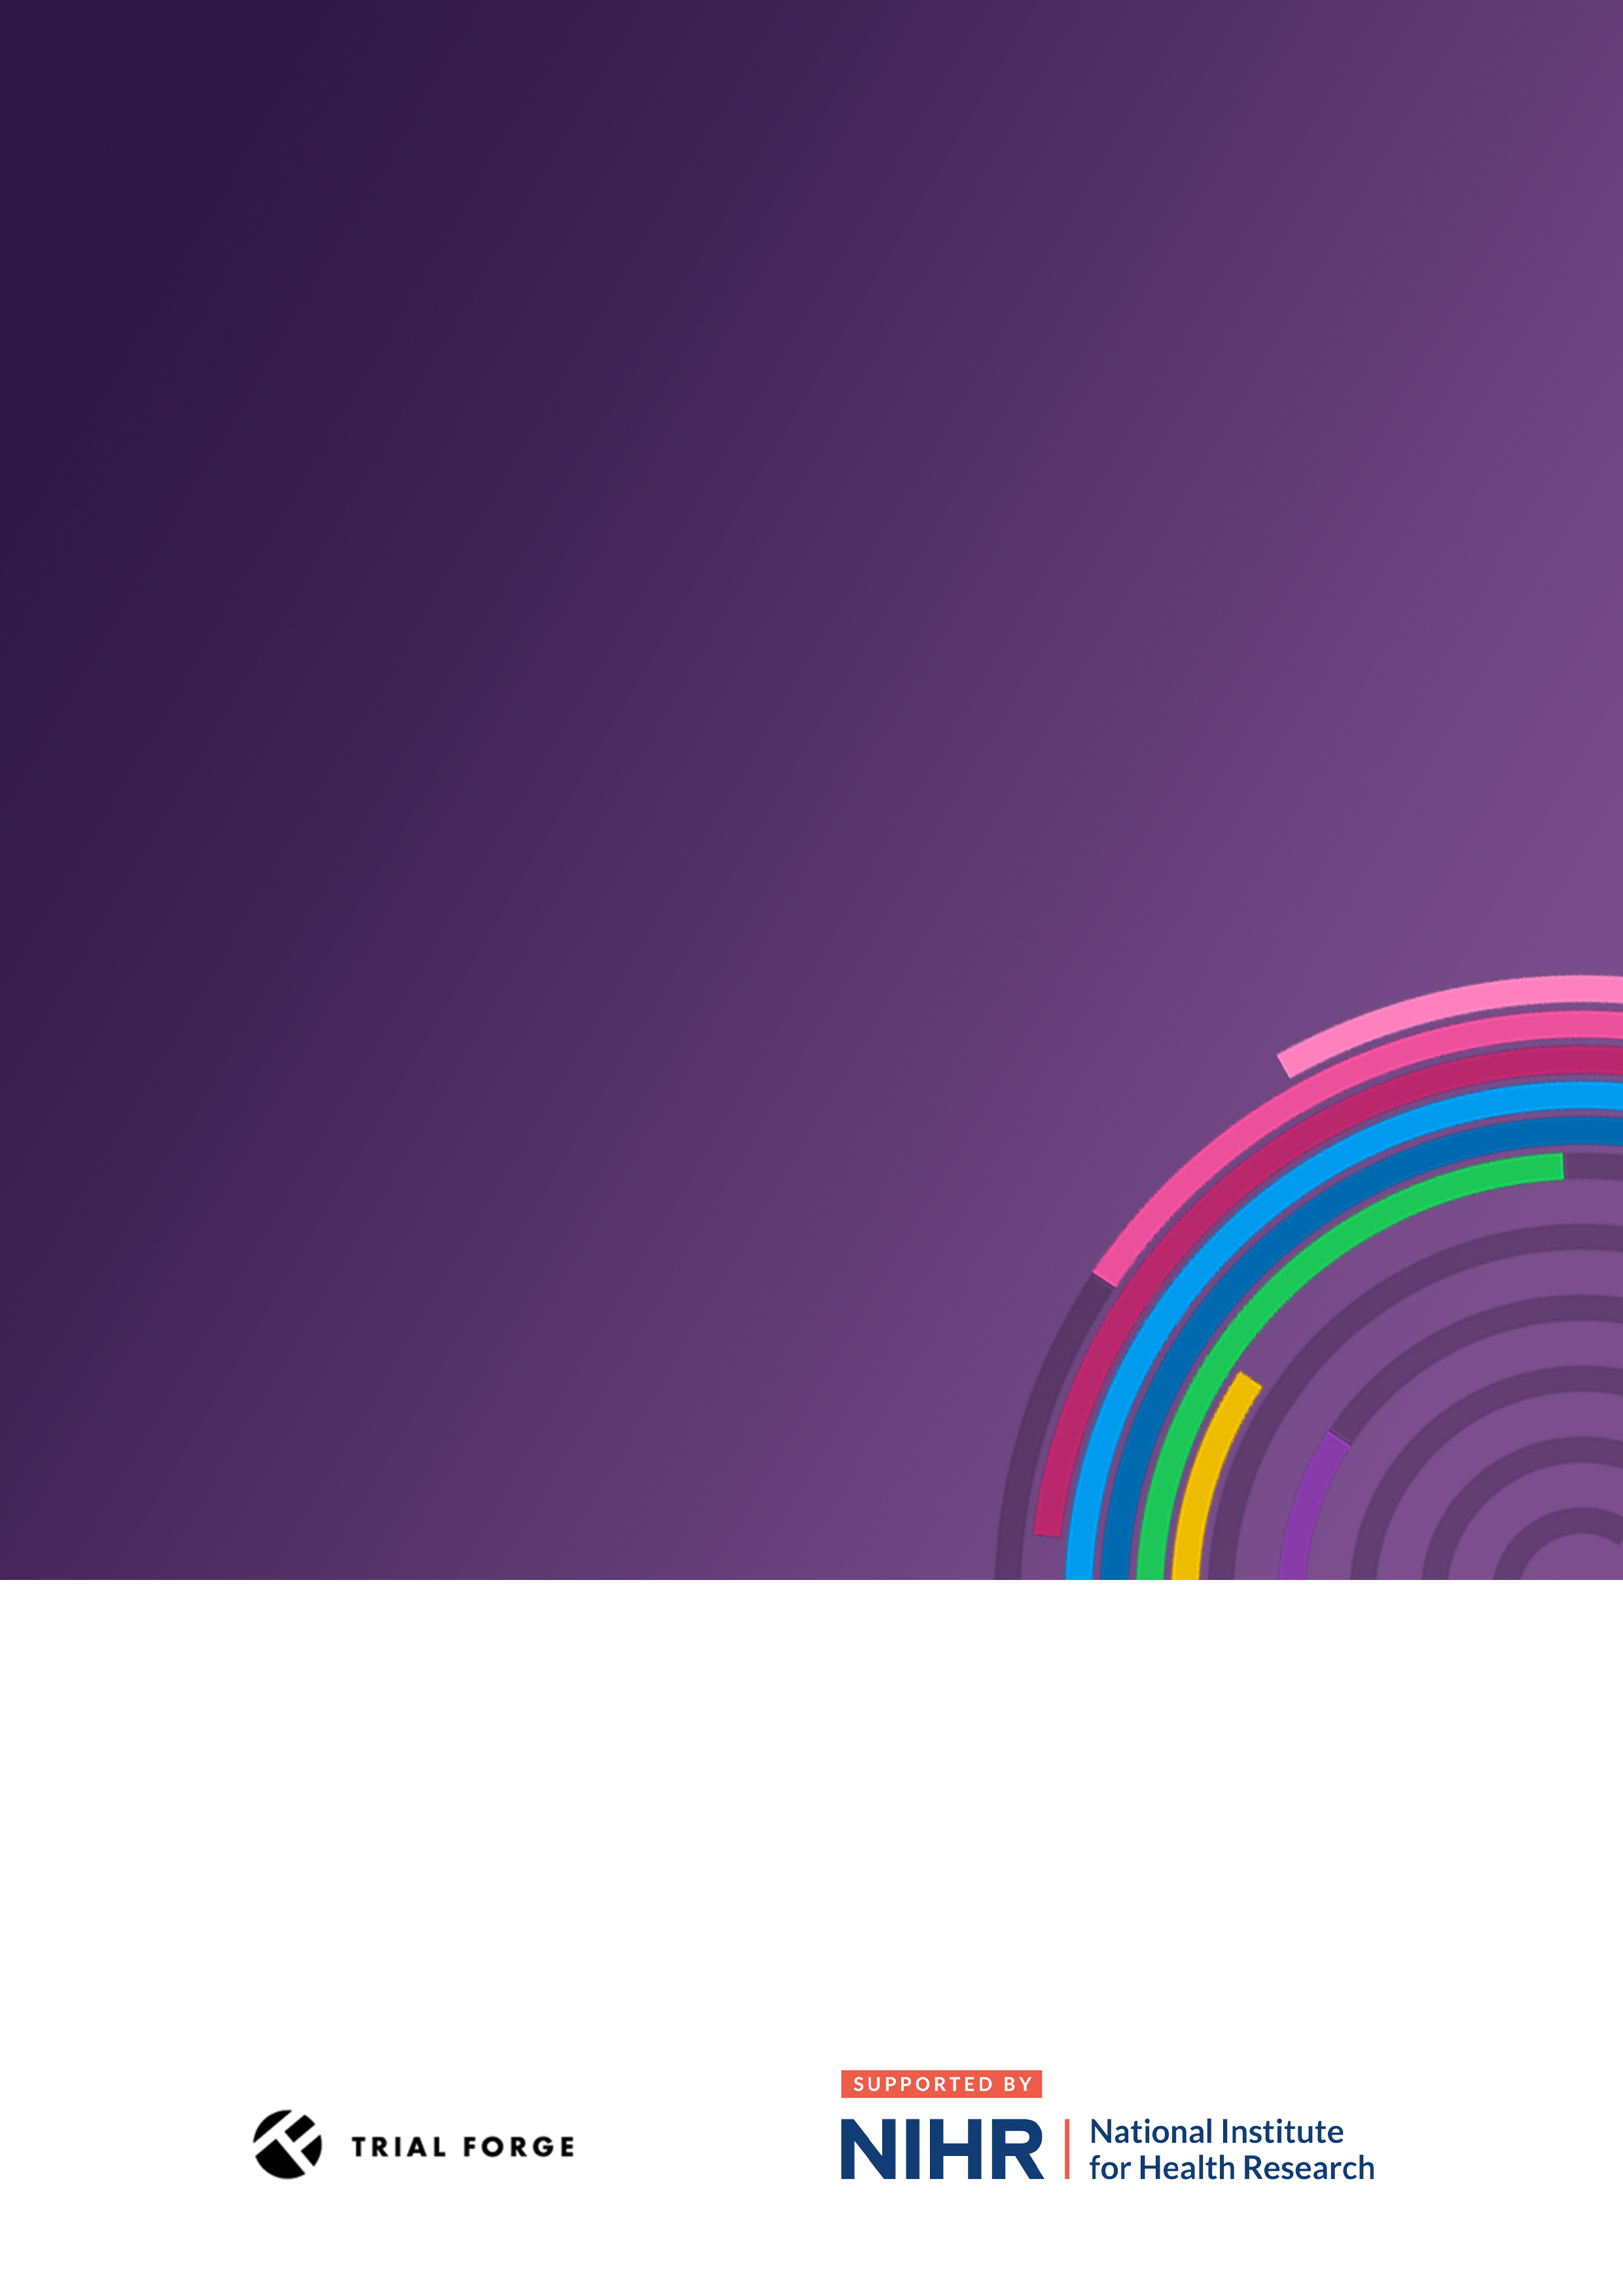 TRIAL FORGE
SUPPORTED BY
NIHR
National Institute
for Health Research